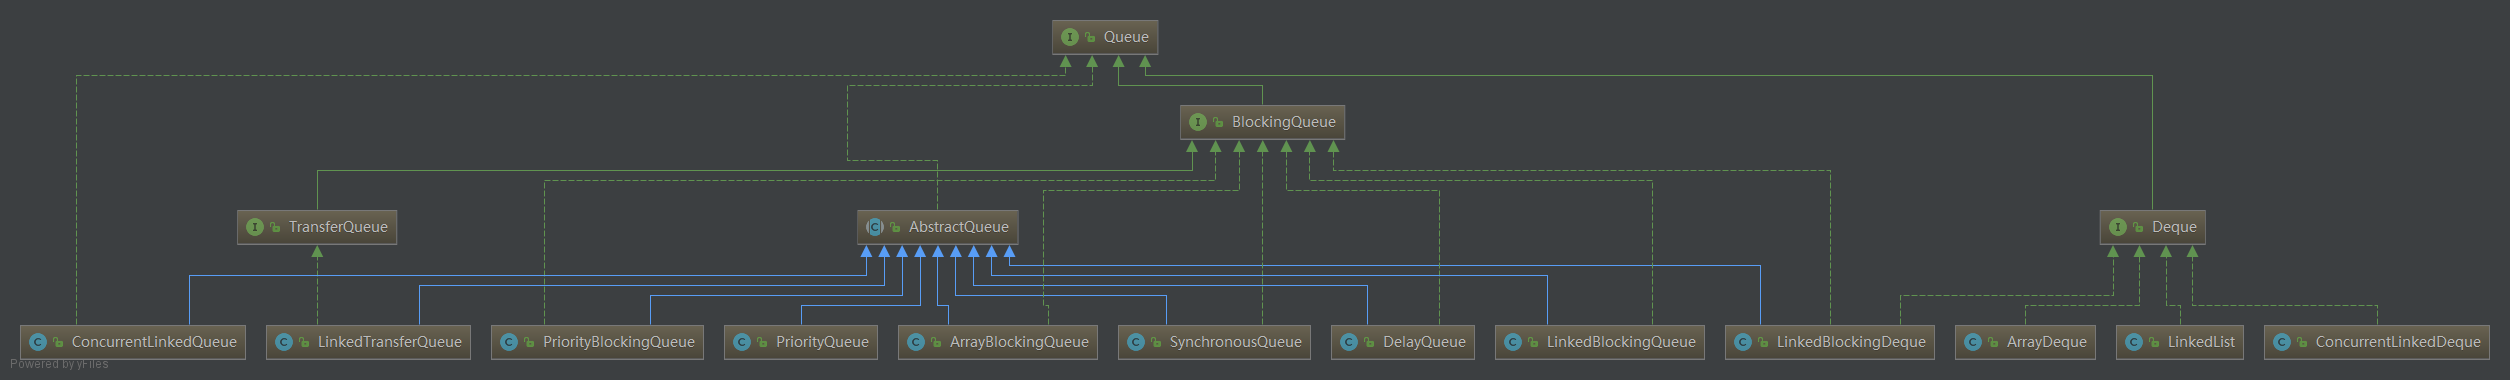 Queue
BlockingQueue
TransferQueue
AbstractQueue
Deque
ConcurrentLinkedQueue
LinkedTransferQueue
PriorityBlockingQueue
PriorityQueue
ArrayBlockingQueue
SynchronousQueue
DelayQueue
LinkedBlockingQueue
LinkedBlockingDeque
ArrayDeque
LinkedList
ConcurrentLinkedDeque
Powered by yFiles